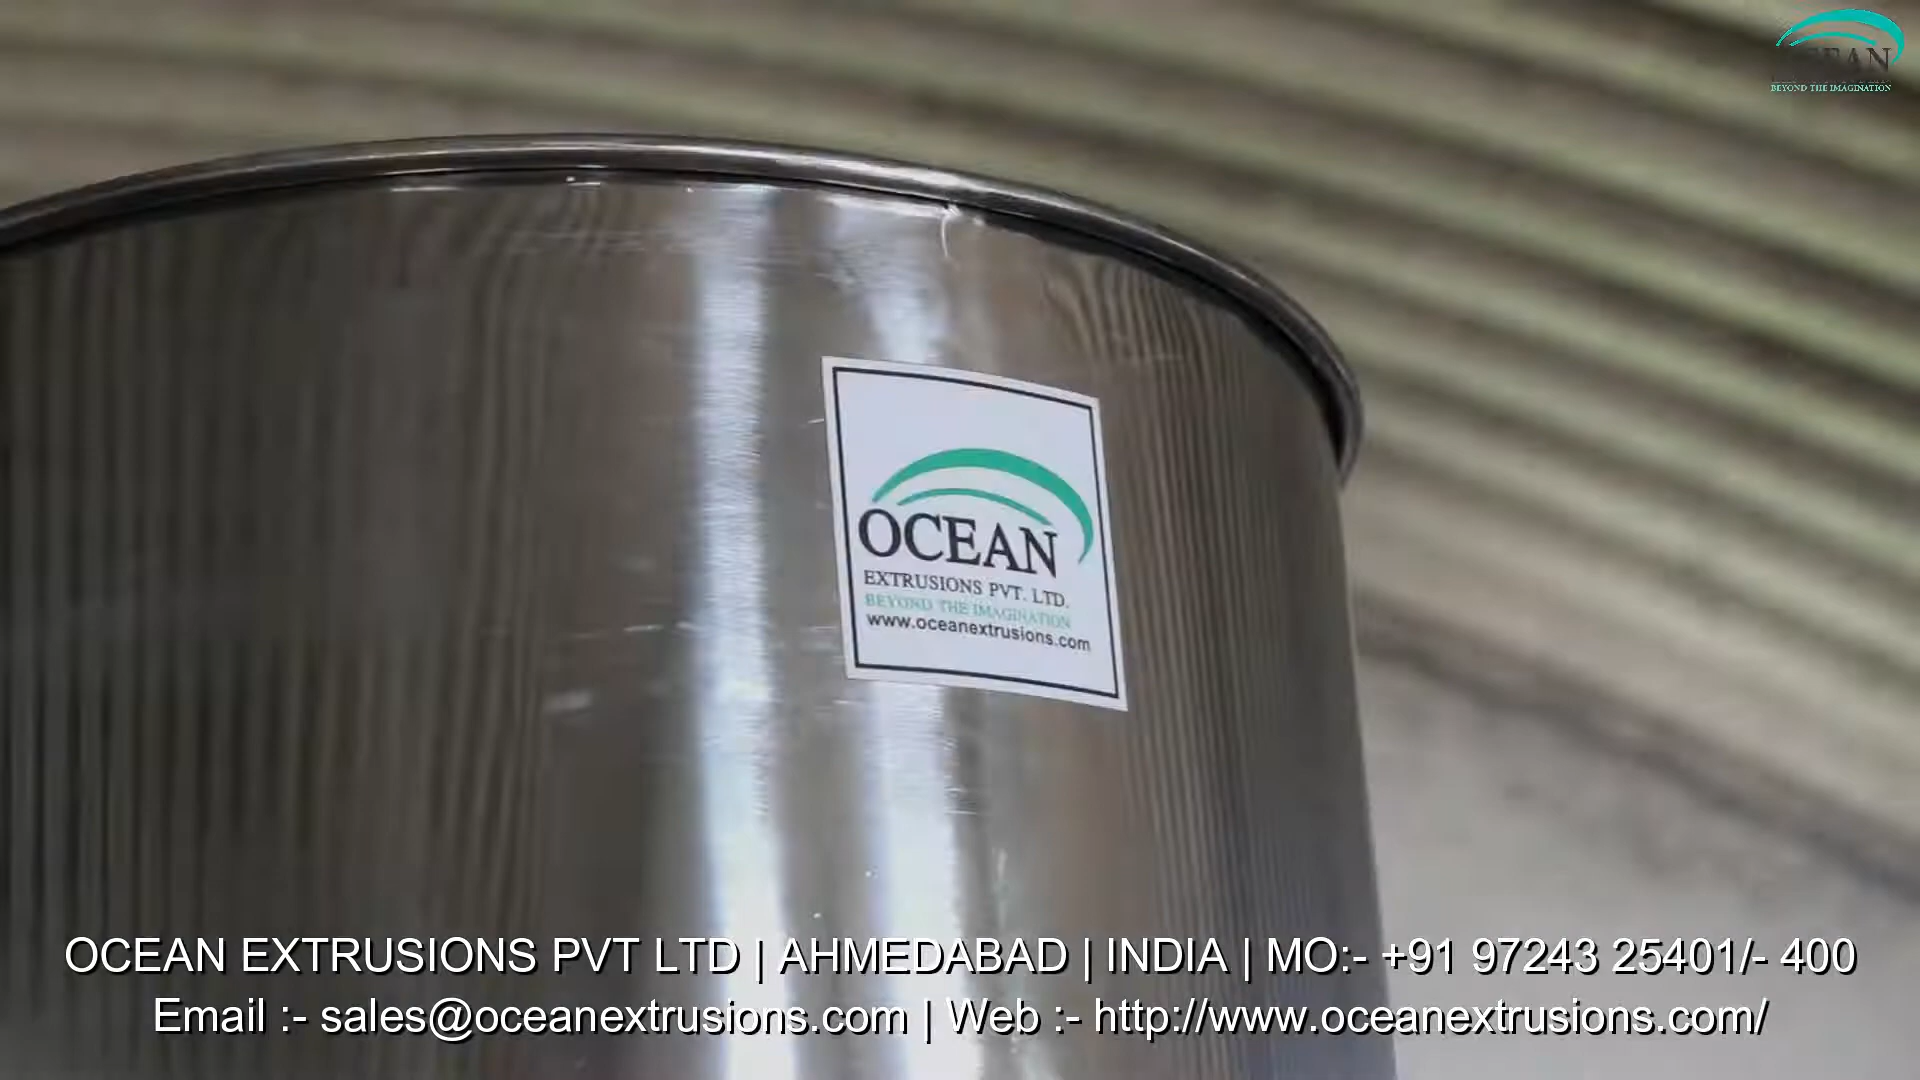 OCEAN
BEYOND THE IMAGINATION
OCEAN
EXTRUSIONS PVT. LTD.
BEYOND THE IMAGINATION
www.oceanextrusions.com
OCEAN EXTRUSIONS PVT LTD | AHMEDABAD | INDIA | MO:- +91 97243 25401/- 400
Email :- sales@oceanextrusions.com | Web :- http://www.oceanextrusions.com/